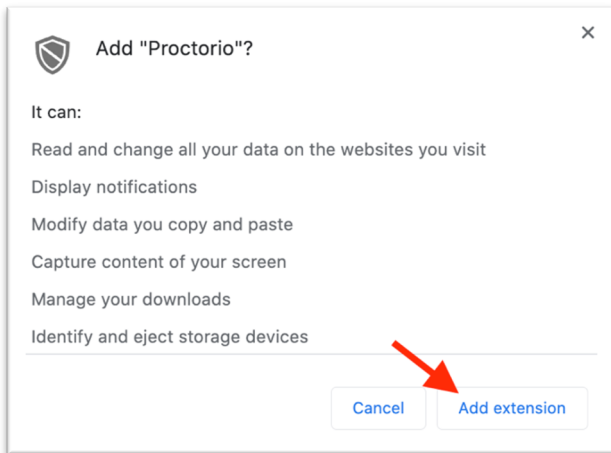 Add "Proctorio"?
It can:
Read and change all your data on the websites you visit
Display notifications
Modify data you copy and paste
Capture content of your screen
Manage your downloads
Identify and eject storage devices
Cancel
Add extension